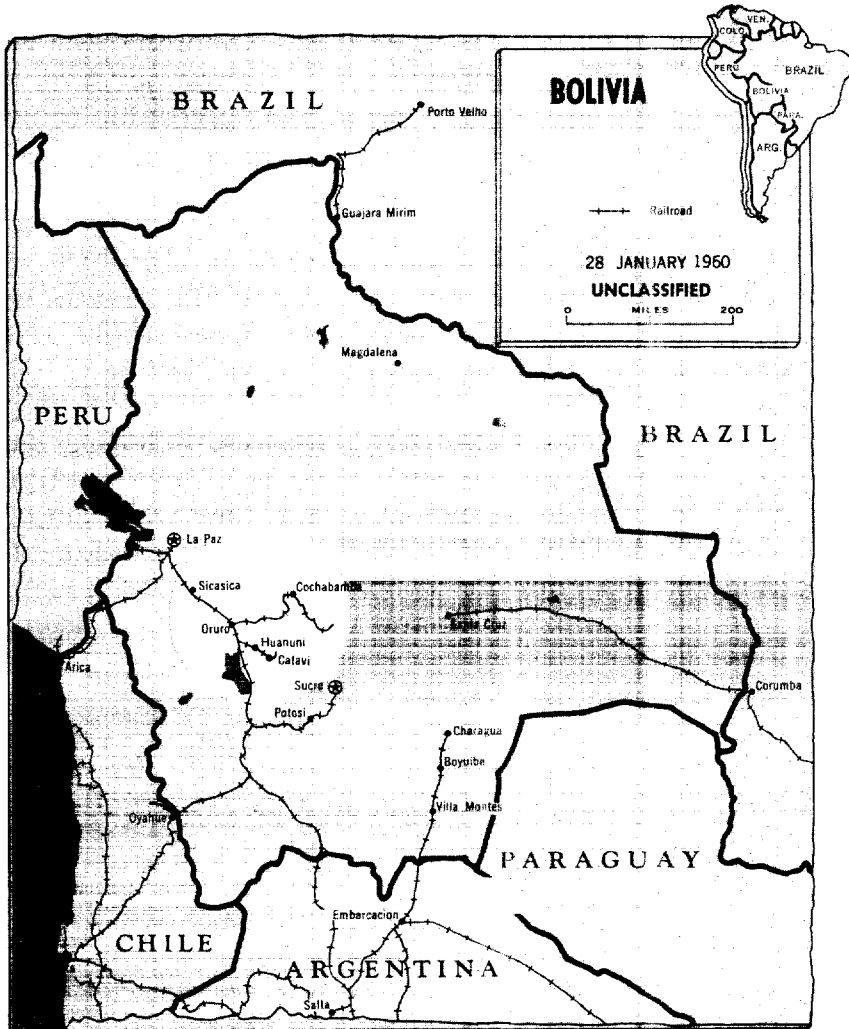 VEN.
COLO
PERU
BRAZIL
BOLIVIA
PARA.
ARG.
BOLIVIA
Railroad
28 JANUARY 1960
UNCLASSIFIED
0 MILES 200
BRAZIL
Porto Velho
Guajara Mirim
Magdalena
PERU
BRAZIL
La Paz
Sicasica
Cochabamba
Oruro
Huanuni
Catavi
Santa Cruz
Arica
Sucre
Potosi
Corumba
Charagua
Boyuibe
Villa Montes
Oyahue
PARAGUAY
Embarcacion
CHILE
ARGENTINA
Salta